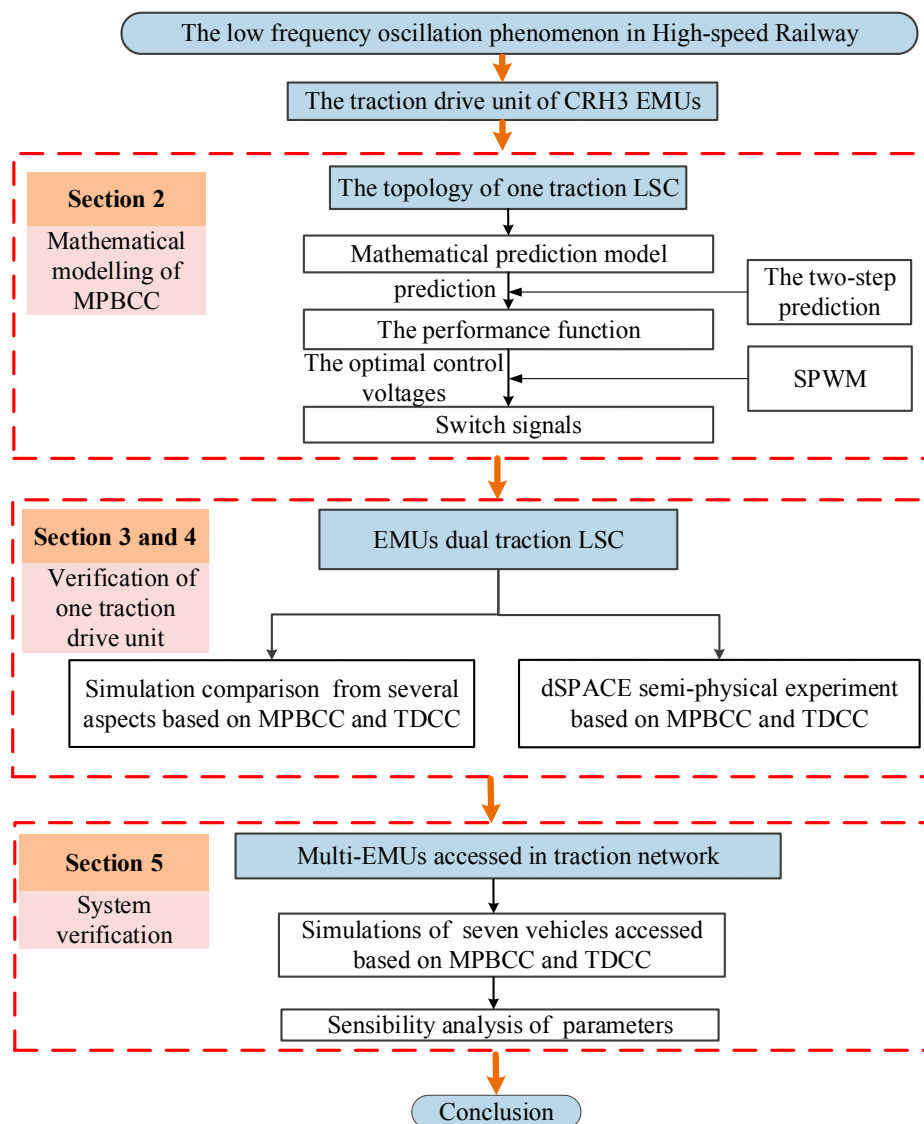 The low frequency oscillation phenomenon in High-speed Railway
The traction drive unit of CRH3 EMUs
Section 2
Mathematical
modelling of
MPBCC
The topology of one traction LSC
Mathematical prediction model
prediction
The two-step
prediction
The performance function
The optimal control
voltages
SPWM
Switch signals
Section 3 and 4
Verification of
one traction
drive unit
EMUs dual traction LSC
Simulation comparison from several
aspects based on MPBCC and TDCC
dSPACE semi-physical experiment
based on MPBCC and TDCC
Section 5
System
verification
Multi-EMUs accessed in traction network
Simulations of seven vehicles accessed
based on MPBCC and TDCC
Sensibility analysis of parameters
Conclusion